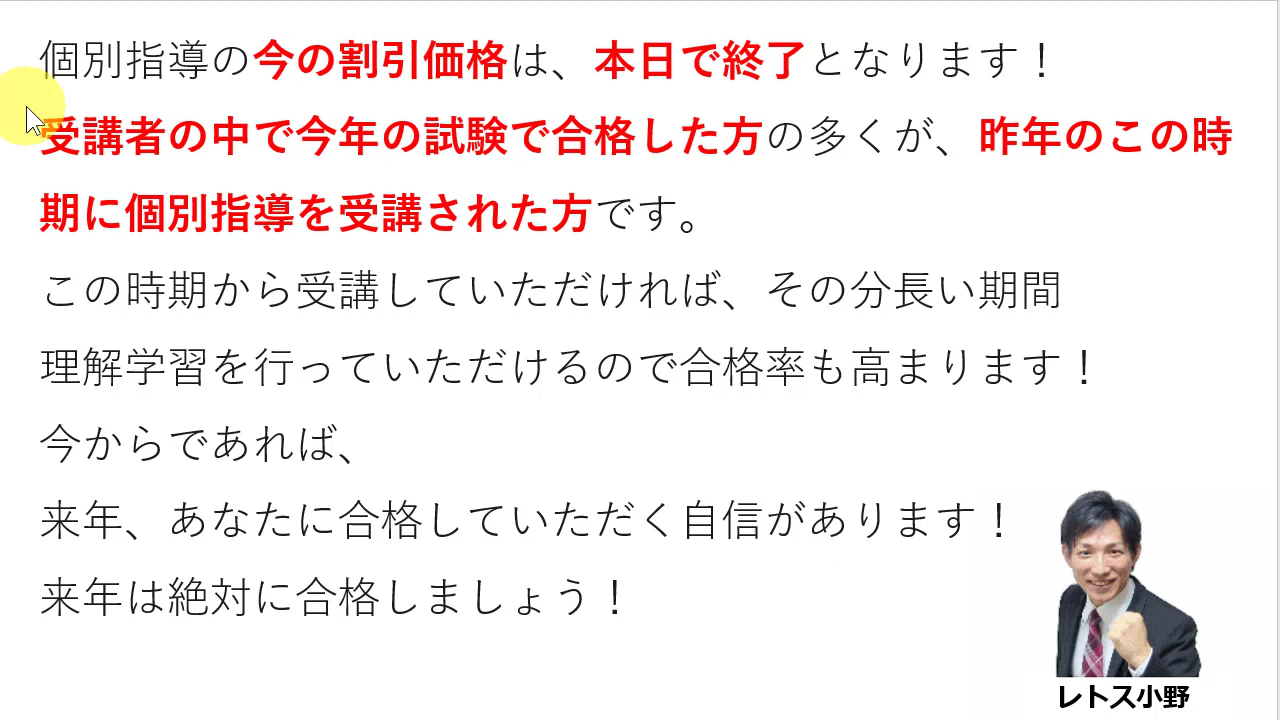 個別指導の今の割引価格は、本日で終了となります！
受講者の中で今年の試験で合格した方の多くが、昨年のこの時
期に個別指導を受講された方です。
この時期から受講していただければ、その分長い期間
理解学習を行っていただけるので合格率も高まります！
今からであれば、
来年、あなたに合格していただく自信があります！
来年は絶対に合格しましょう！
レトス小野